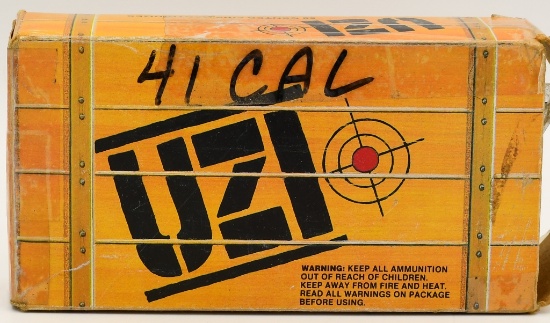 UZI
41 CAL
UZI
WARNING: KEEP ALL AMMUNITION
OUT OF REACH OF CHILDREN.
KEEP AWAY FROM FIRE AND HEAT.
READ ALL WARNINGS ON PACKAGE
BEFORE USING.